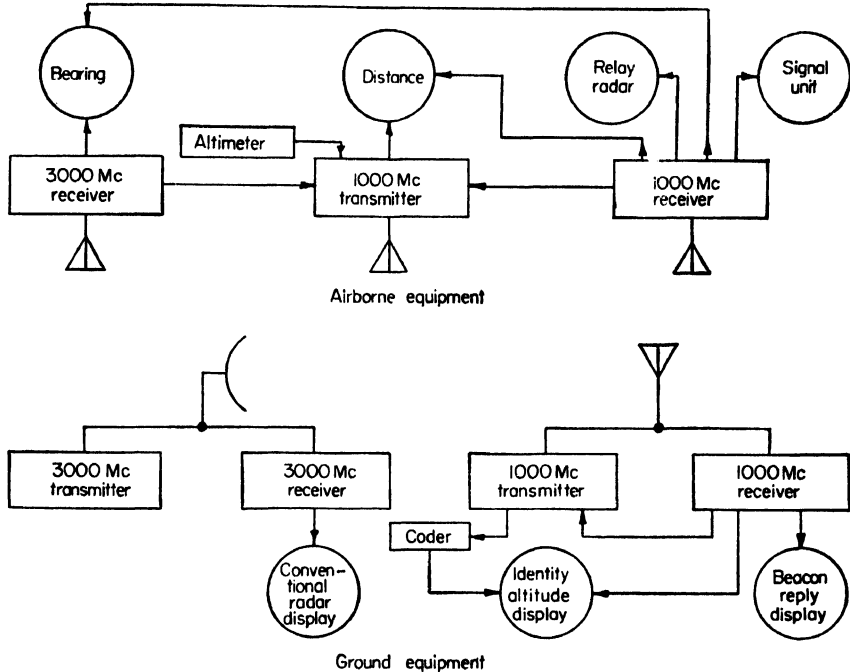 Bearing
Distance
Relay
radar
Signal
unit
Altimeter
3000 Mc
receiver
1000 Mc
transmitter
1000 Mc
receiver
Airborne equipment
3000 Mc
transmitter
3000 Mc
receiver
1000 Mc
transmitter
1000 Mc
receiver
Coder
Conven-
tional
radar
display
Identity
altitude
display
Beacon
reply
display
Ground equipment